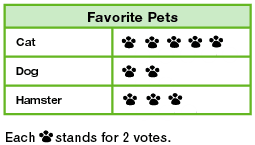 Favorite Pets
Cat
Dog
Hamster
Each stands for 2 votes.